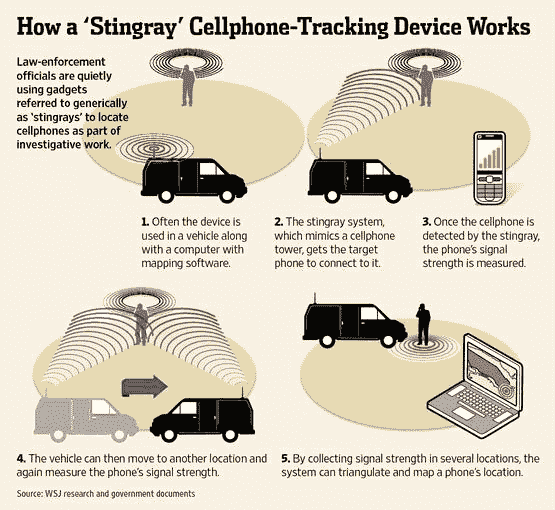 How a ‘Stingray’ Cellphone-Tracking Device Works
Law-enforcement
officials are quietly
using gadgets
referred to generically
as ‘stingrays’ to locate
cellphones as part of
investigative work.
1. Often the device is
used in a vehicle along
with a computer with
mapping software.
2. The stingray system,
which mimics a cellphone
tower, gets the target
phone to connect to it.
3. Once the cellphone is
detected by the stingray,
the phone’s signal
strength is measured.
4. The vehicle can then move to another location and
again measure the phone’s signal strength.
5. By collecting signal strength in several locations, the
system can triangulate and map a phone’s location.
Source: WSJ research and government documents